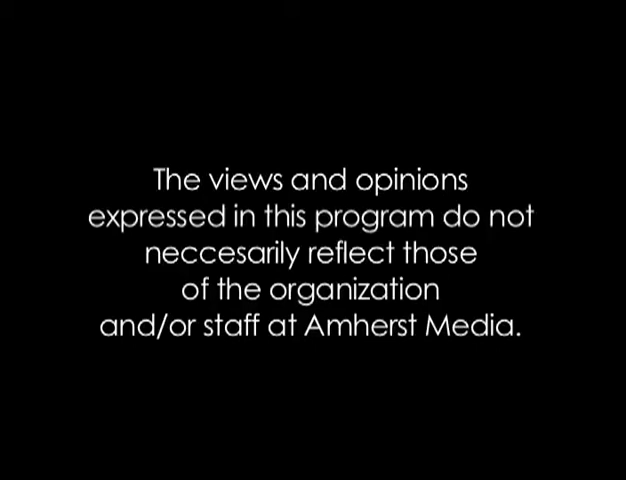 The views and opinions
expressed in this program do not
neccesarily reflect those
of the organization
and/or staff at Amherst Media.